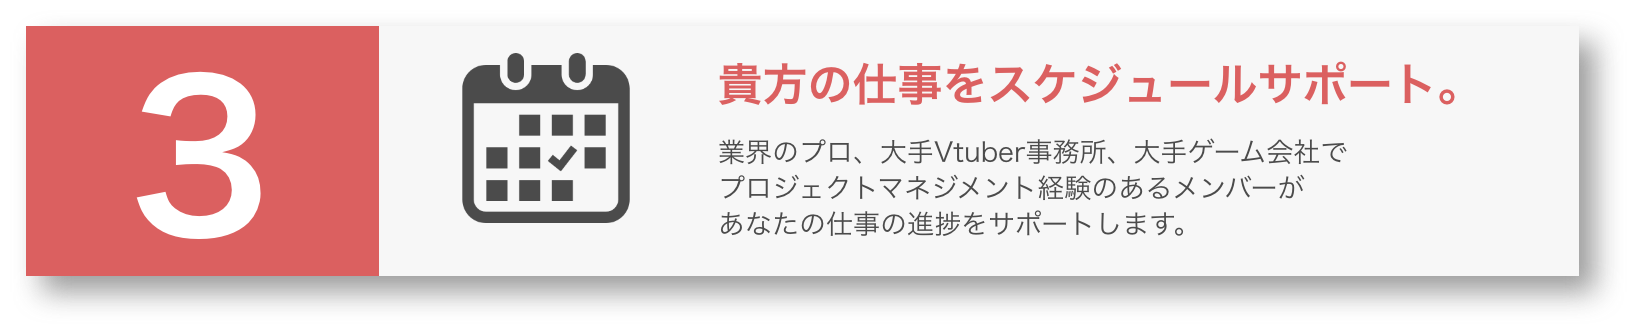 3
貴方の仕事をスケジュールサポート。
業界のプロ、大手Vtuber事務所、大手ゲーム会社で
プロジェクトマネジメント経験のあるメンバーが
あなたの仕事の進捗をサポートします。